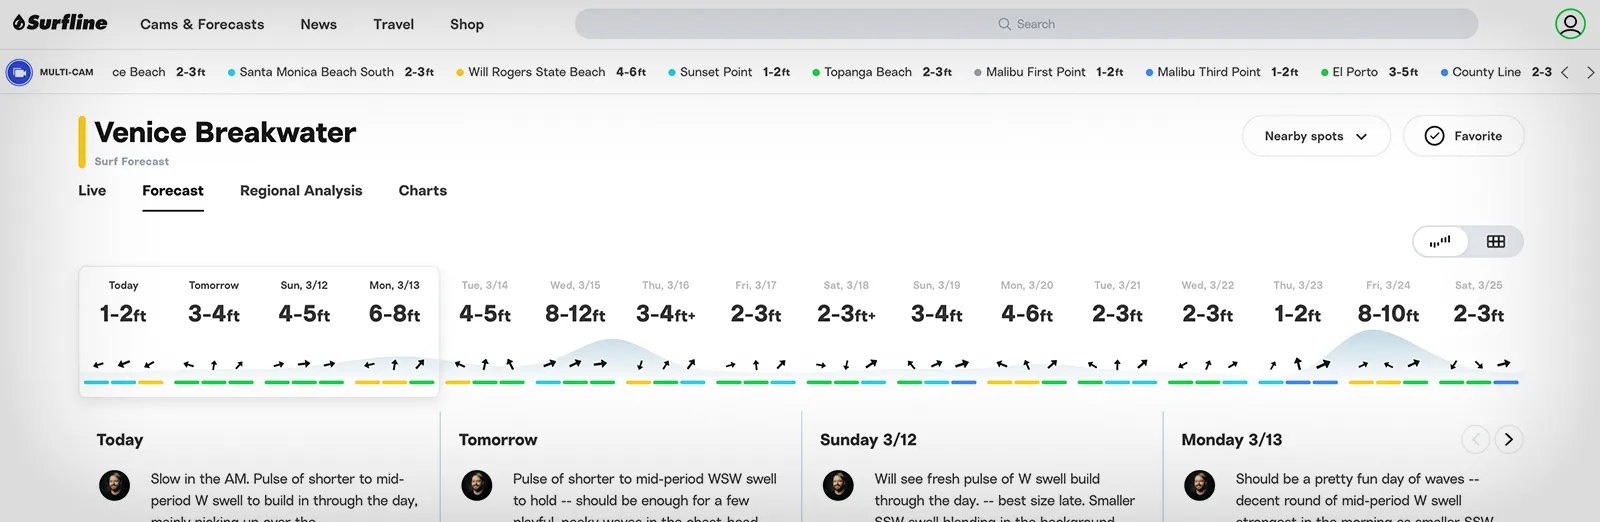 Surfline Cams & Forecasts News Travel Shop Search
MULTI-CAM ce Beach 2-3ft Santa Monica Beach South 2-3ft Will Rogers State Beach 4-6ft Sunset Point 1-2ft Topanga Beach 2-3ft Malibu First Point 1-2ft Malibu Third Point 1-2ft El Porto 3-5ft County Line 2-3
Venice Breakwater
Surf Forecast
Nearby spots Favorite
Live Forecast Regional Analysis Charts
Today Tomorrow Sun, 3/12 Mon, 3/13 Tue, 3/14 Wed, 3/15 Thu, 3/16 Fri, 3/17 Sat, 3/18 Sun, 3/19 Mon, 3/20 Tue, 3/21 Wed, 3/22 Thu, 3/23 Fri, 3/24 Sat, 3/25
1-2ft 3-4ft 4-5ft 6-8ft 4-5ft 8-12ft 3-4ft+ 2-3ft 2-3ft+ 3-4ft 4-6ft 2-3ft 2-3ft 1-2ft 8-10ft 2-3ft
Today
Slow in the AM. Pulse of shorter to mid-
period W swell to build in through the day,
mainly picking up over the
Tomorrow
Pulse of shorter to mid-period WSW swell
to hold -- should be enough for a few
playful, peaky waves in the chest-head
Sunday 3/12
Will see fresh pulse of W swell build
through the day. -- best size late. Smaller
SSW swell blending in the background.
Monday 3/13
Should be a pretty fun day of waves --
decent round of mid-period W swell
strongest in the morning as smaller SSW